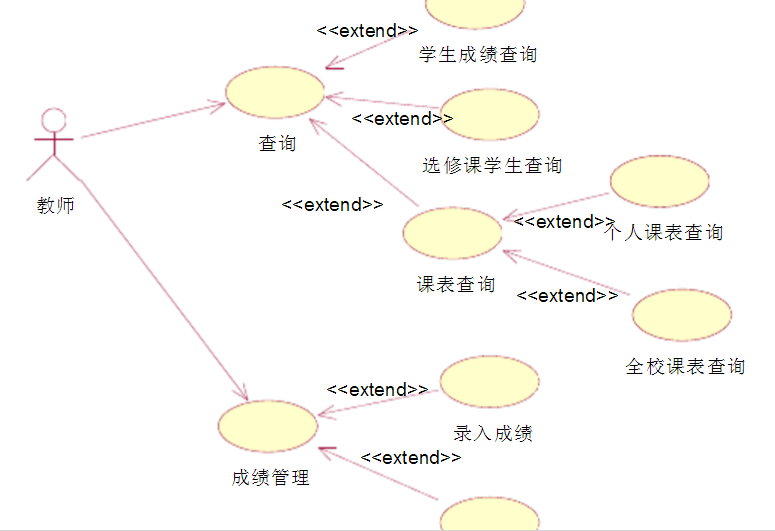 <<extend>>
学生成绩查询
查询
<<extend>>
选修课学生查询
教师
<<extend>>
<<extend>>
个人课表查询
课表查询
<<extend>>
全校课表查询
<<extend>>
录入成绩
<<extend>>
成绩管理